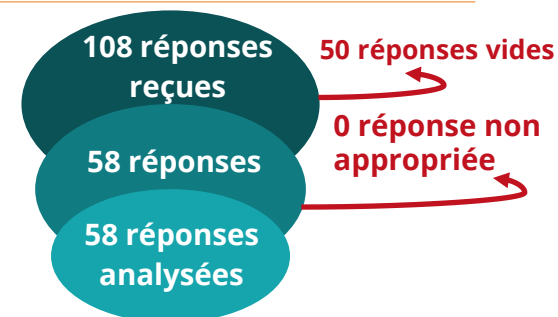 108 réponses
reçues
50 réponses vides
0 réponse non
appropriée
58 réponses
58 réponses
analysées